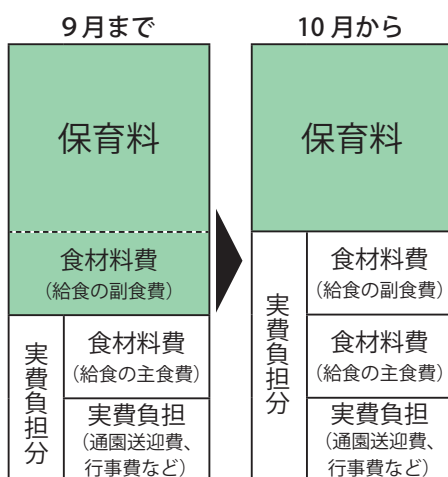 9月まで
保育料
食材料費
(給食の副食費)
実費負担分
食材料費
(給食の主食費)
実費負担
(通園送迎費、
行事費など)
10月から
保育料
実費負担分
食材料費
(給食の副食費)
食材料費
(給食の主食費)
実費負担
(通園送迎費、
行事費など)